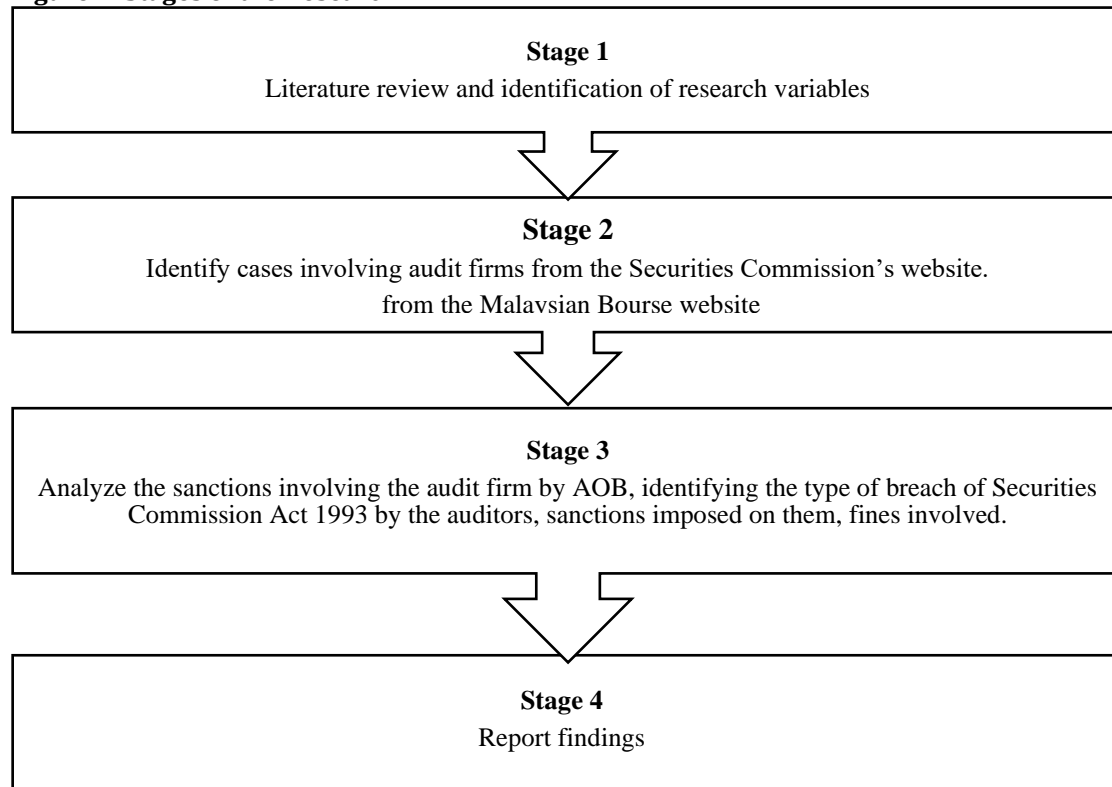 Stage 1
Literature review and identification of research variables
Stage 2
Identify cases involving audit firms from the Securities Commission’s website.
from the Malaysian Bourse website
Stage 3
Analyze the sanctions involving the audit firm by AOB, identifying the type of breach of Securities
Commission Act 1993 by the auditors, sanctions imposed on them, fines involved.
Stage 4
Report findings